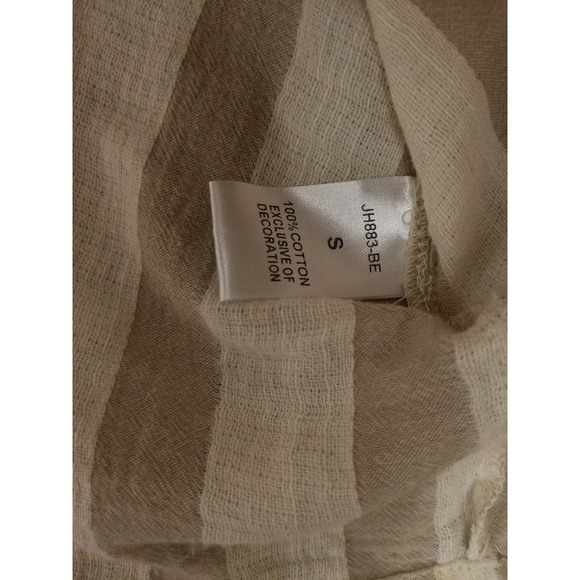 JH883-BE
S
100% COTTON
EXCLUSIVE OF
DECORATION